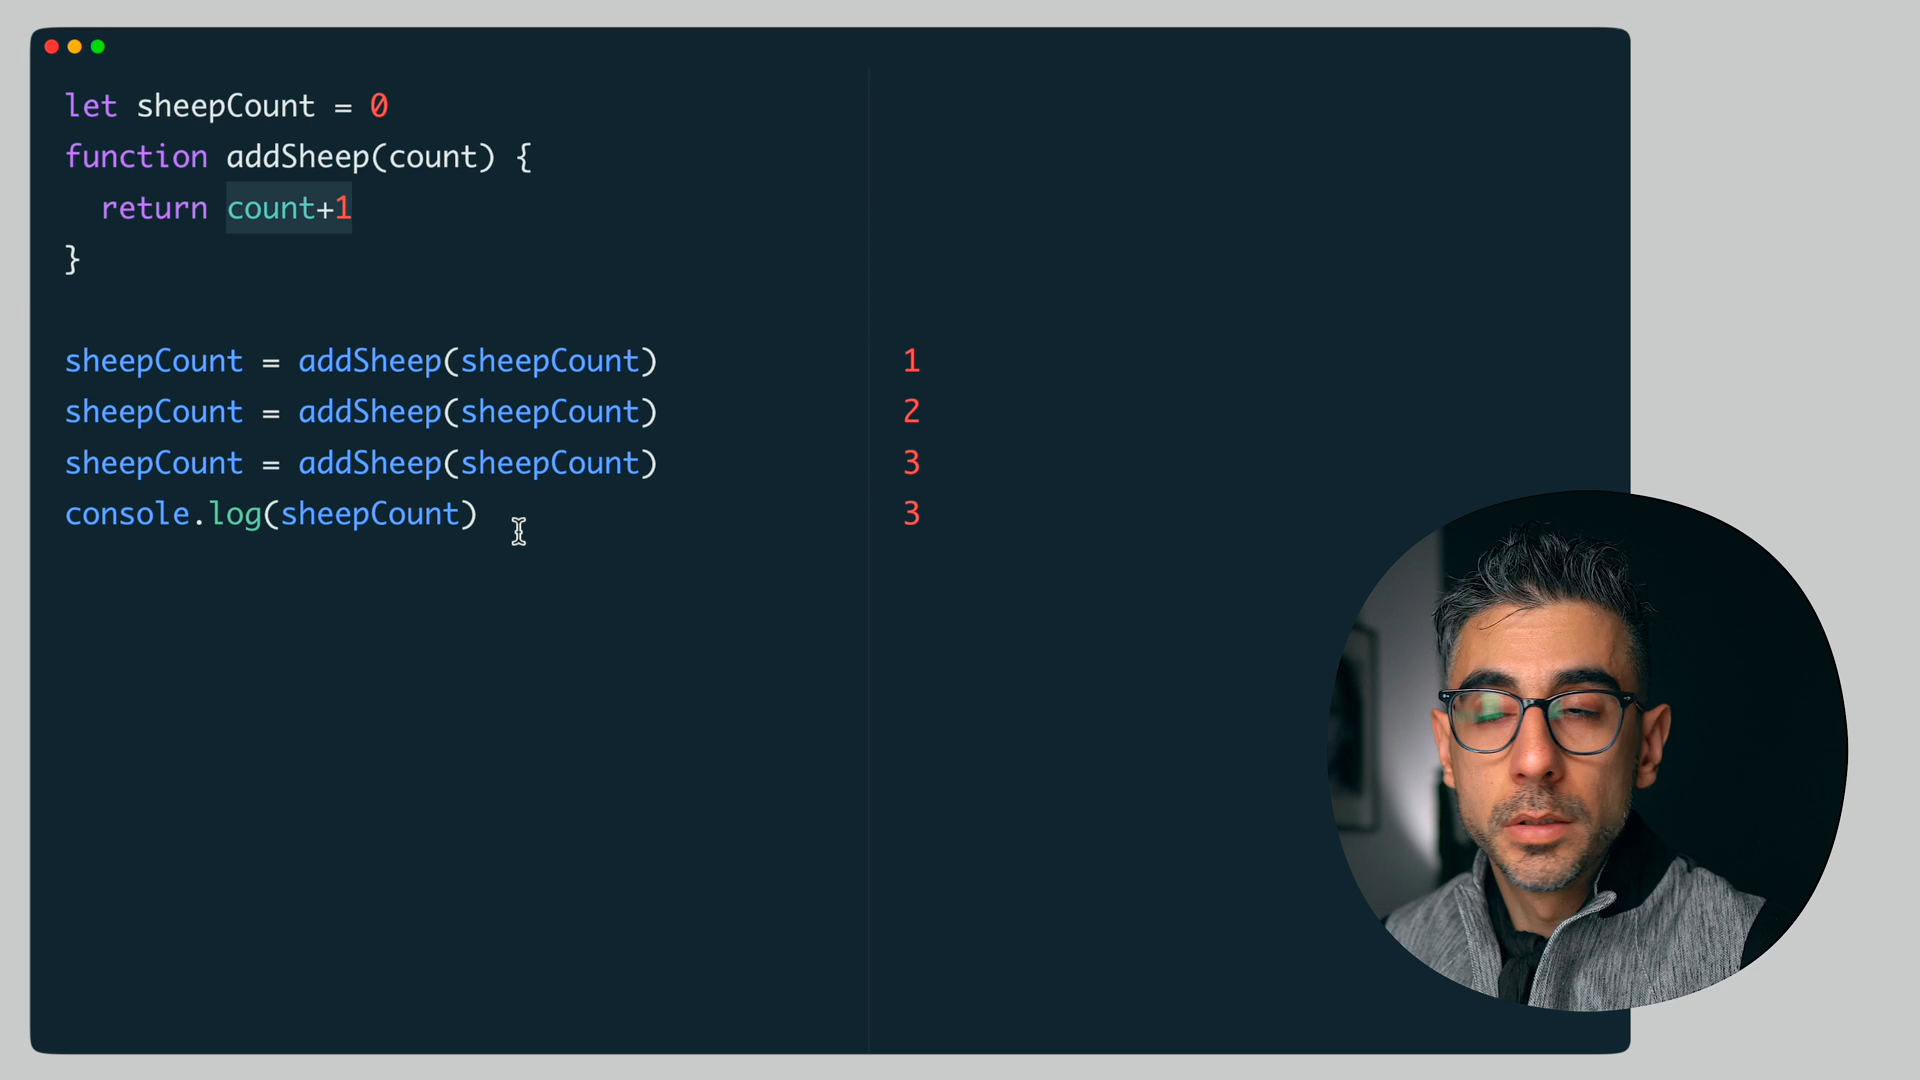 let sheepCount = 0
function addSheep(count) {
  return count+1
}
sheepCount = addSheep(sheepCount) 1
sheepCount = addSheep(sheepCount) 2
sheepCount = addSheep(sheepCount) 3
console.log(sheepCount) 3